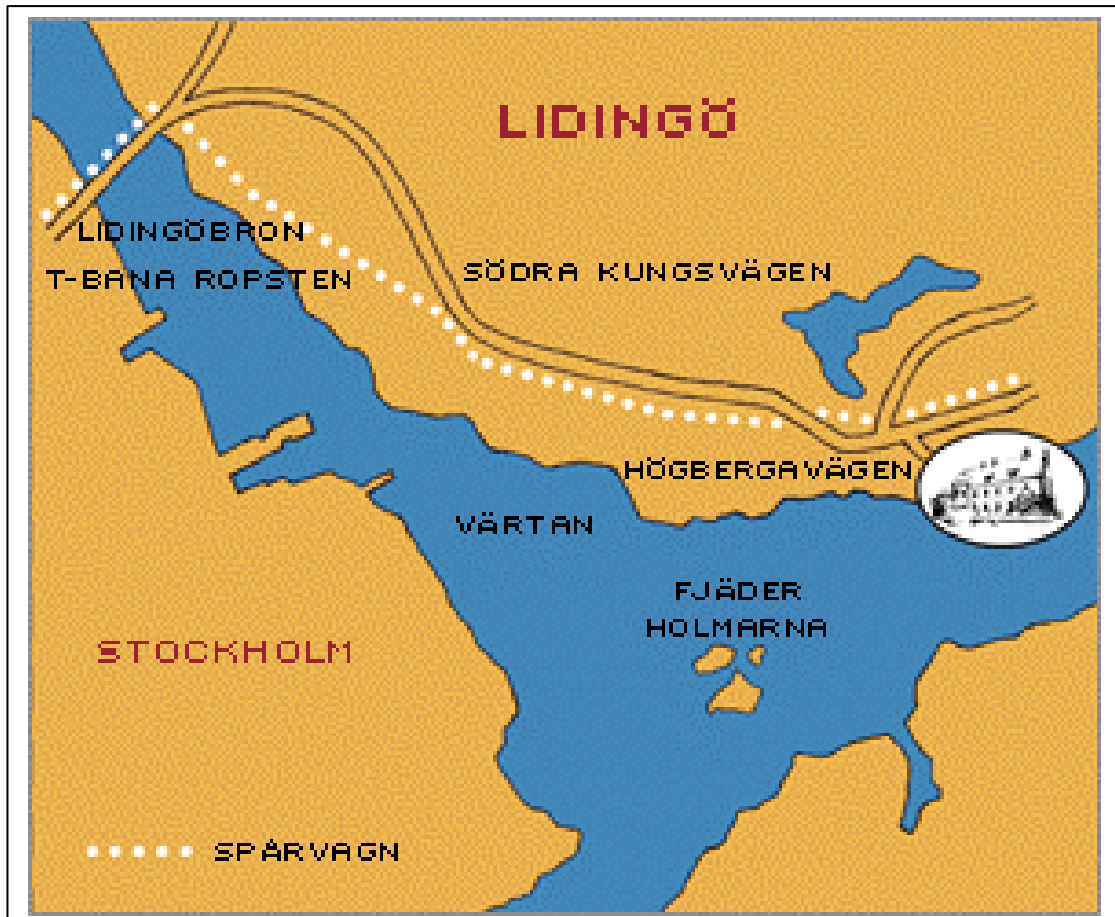 LIDINGÖ
LIDINGÖBRON
T-BANA ROPSTEN
SÖDRA KUNGSVÄGEN
HÖGBERGAVÄGEN
VÄRTAN
FJÄDER
HOLMARNA
STOCKHOLM
SPÅRVAGN